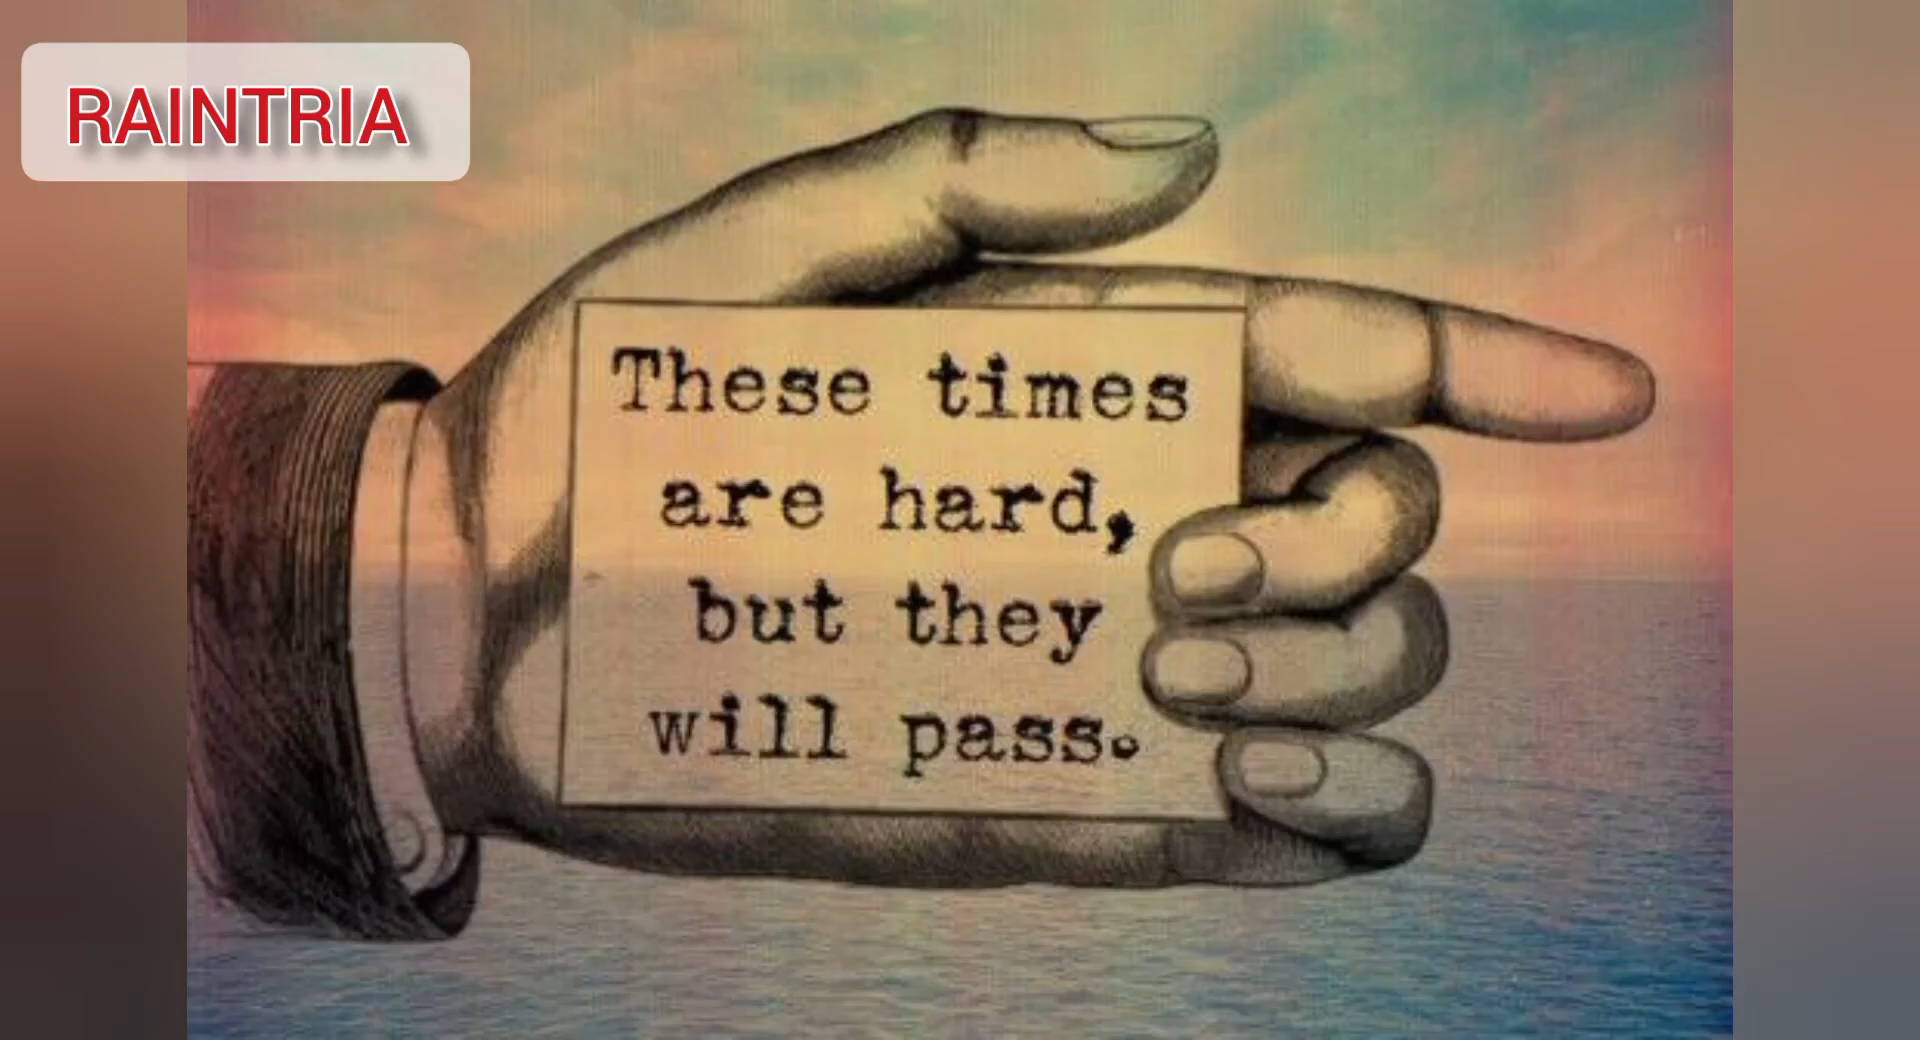 RAINTRIA
These times
are hard,
but they
will pass.